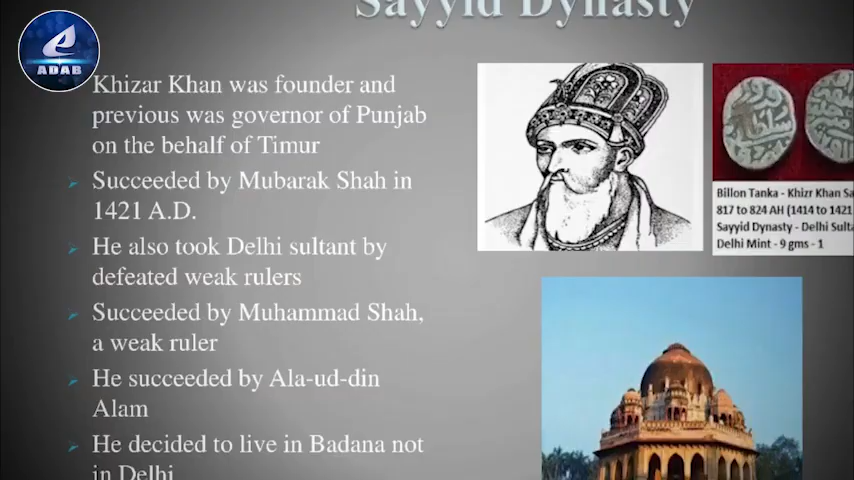 Sayyid Dynasty
e
ADAB
Khizar Khan was founder and
previous was governor of Punjab
on the behalf of Timur
Succeeded by Mubarak Shah in
1421 A.D.
He also took Delhi sultant by
defeated weak rulers
Succeeded by Muhammad Shah,
a weak ruler
He succeeded by Ala-ud-din
Alam
He decided to live in Badana not
in Delhi
Billon Tanka - Khizr Khan Sa
817 to 824 AH (1414 to 1421
Sayyid Dynasty - Delhi Sult
Delhi Mint - 9 gms - 1